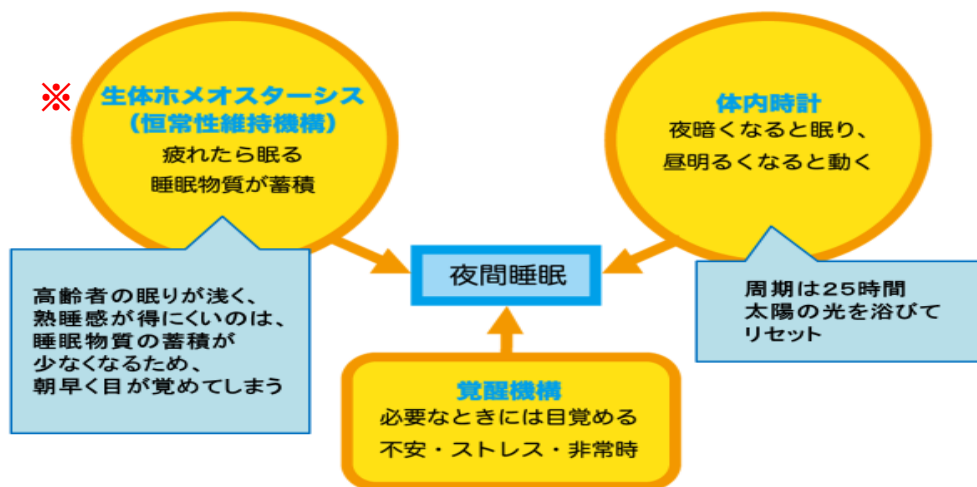 ※
生体ホメオスターシス
（恒常性維持機構）
疲れたら眠る
睡眠物質が蓄積
体内時計
夜暗くなると眠り、
昼明るくなると動く
高齢者の眠りが浅く、
熟睡感が得にくいのは、
睡眠物質の蓄積が
少なくなるため、
朝早く目が覚めてしまう
夜間睡眠
周期は25時間
太陽の光を浴びて
リセット
覚醒機構
必要なときには目覚める
不安・ストレス・非常時